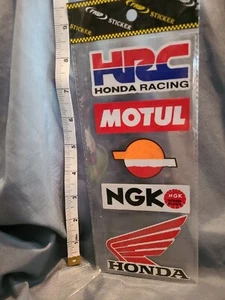 STICKER
STICKER
HRC
HONDA RACING
MOTUL
NGK
NGK
HONDA